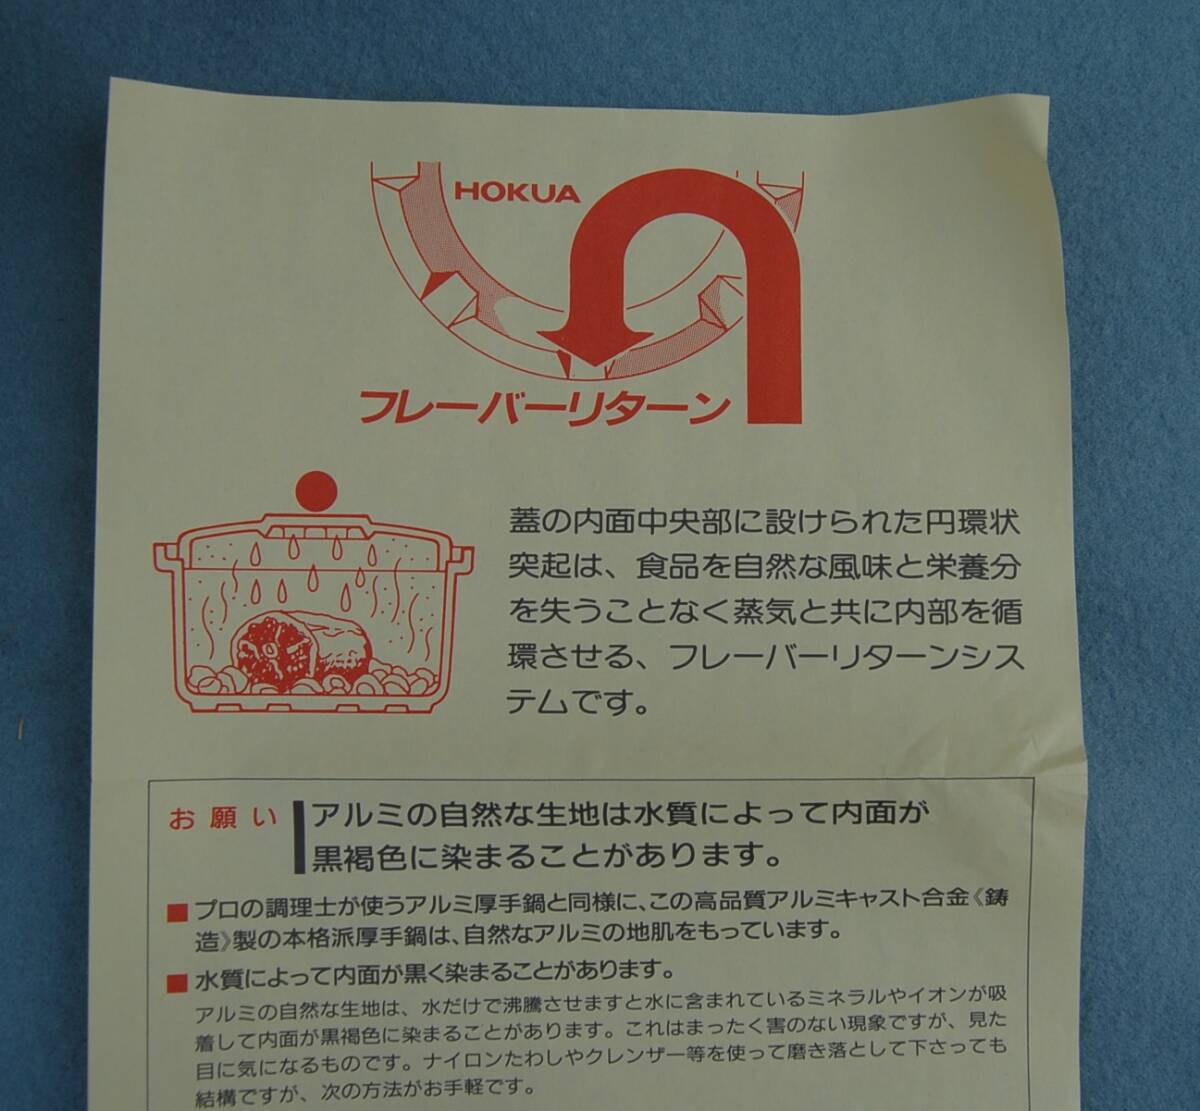 HOKUA
フレーバーリターン
蓋の内面中央部に設けられた円環状
突起は、食品を自然な風味と栄養分
を失うことなく蒸気と共に内部を循
環させる、フレーバーリターンシス
テムです。
お願い
アルミの自然な生地は水質によって内面が
黒褐色に染まることがあります。
■ プロの調理士が使うアルミ厚手鍋と同様に、この高品質アルミキャスト合金《鋳
造》製の本格派厚手鍋は、自然なアルミの地肌をもっています。
■ 水質によって内面が黒く染まることがあります。
アルミの自然な生地は、水だけで沸騰させますと水に含まれているミネラルやイオンが吸
着して内面が黒褐色に染まることがあります。これはまったく害のない現象ですが、見た
目に気になるものです。ナイロンたわしやクレンザー等を使って磨き落として下さっても
結構ですが、次の方法がお手軽です。